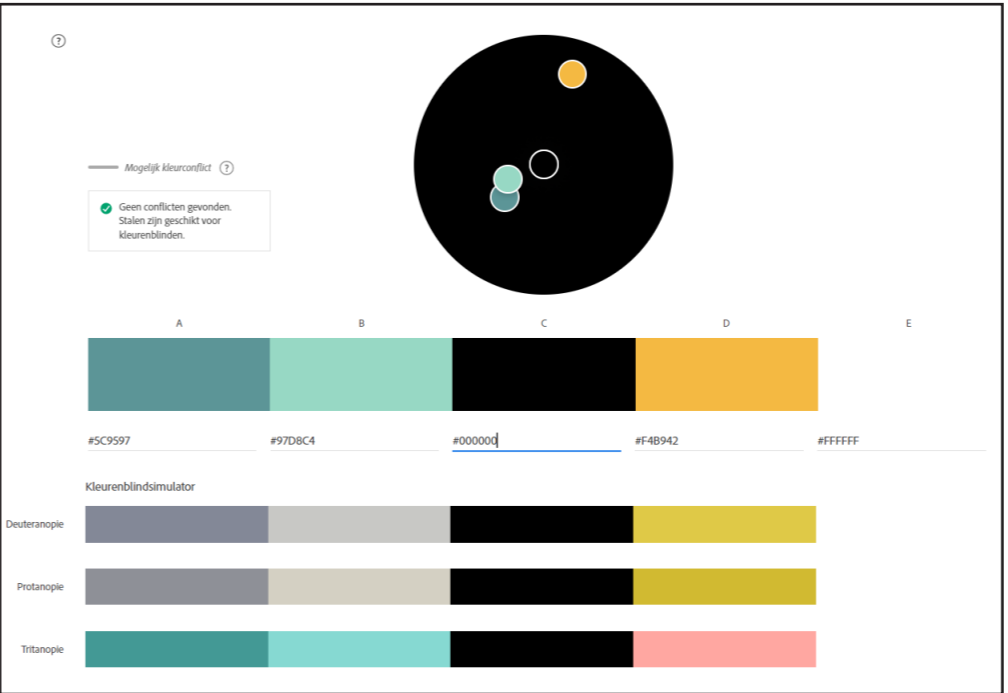 ?
Mogelijk kleurconflict ?
Geen conflicten gevonden.
Stalen zijn geschikt voor
kleurenblinden.
A B C D E
#5C9597 #97D8C4 #000000 #F4B942 #FFFFFF
Kleurenblindsimulator
Deuteranopie
Protanopie
Tritanopie